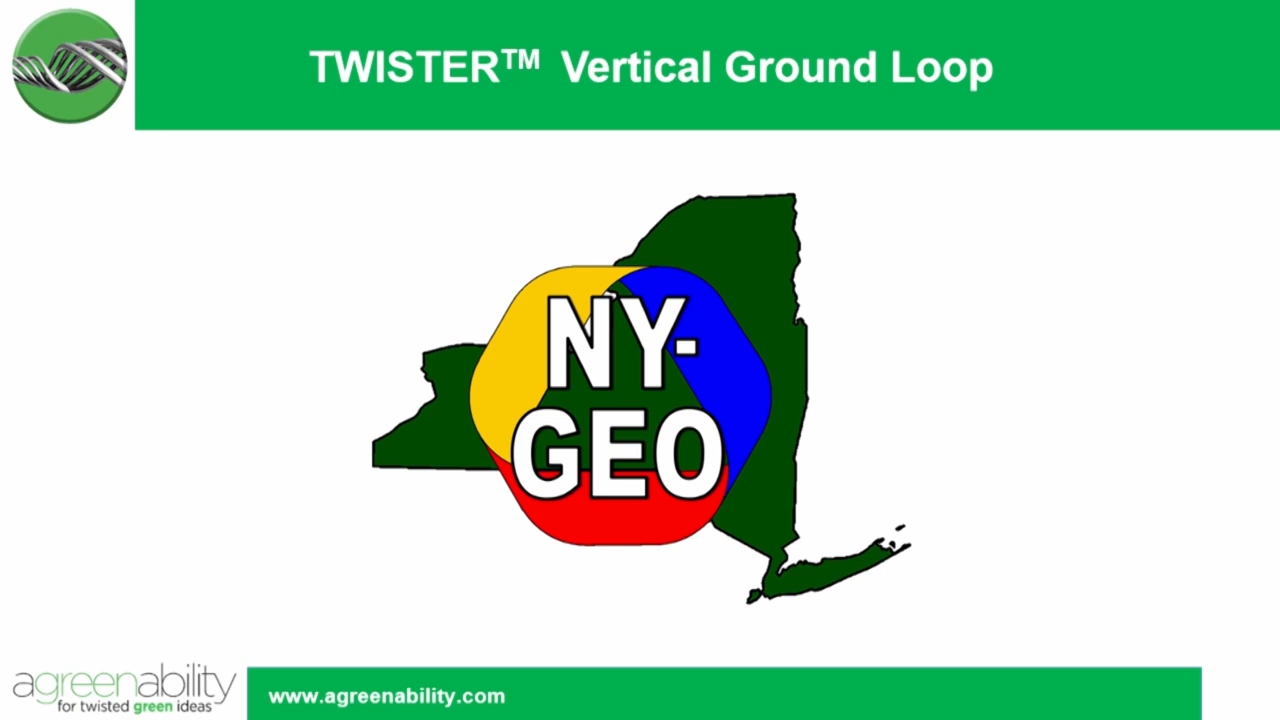 TWISTER™ Vertical Ground Loop
NY-
GEO
agreenability
for twisted green ideas
www.agreenability.com